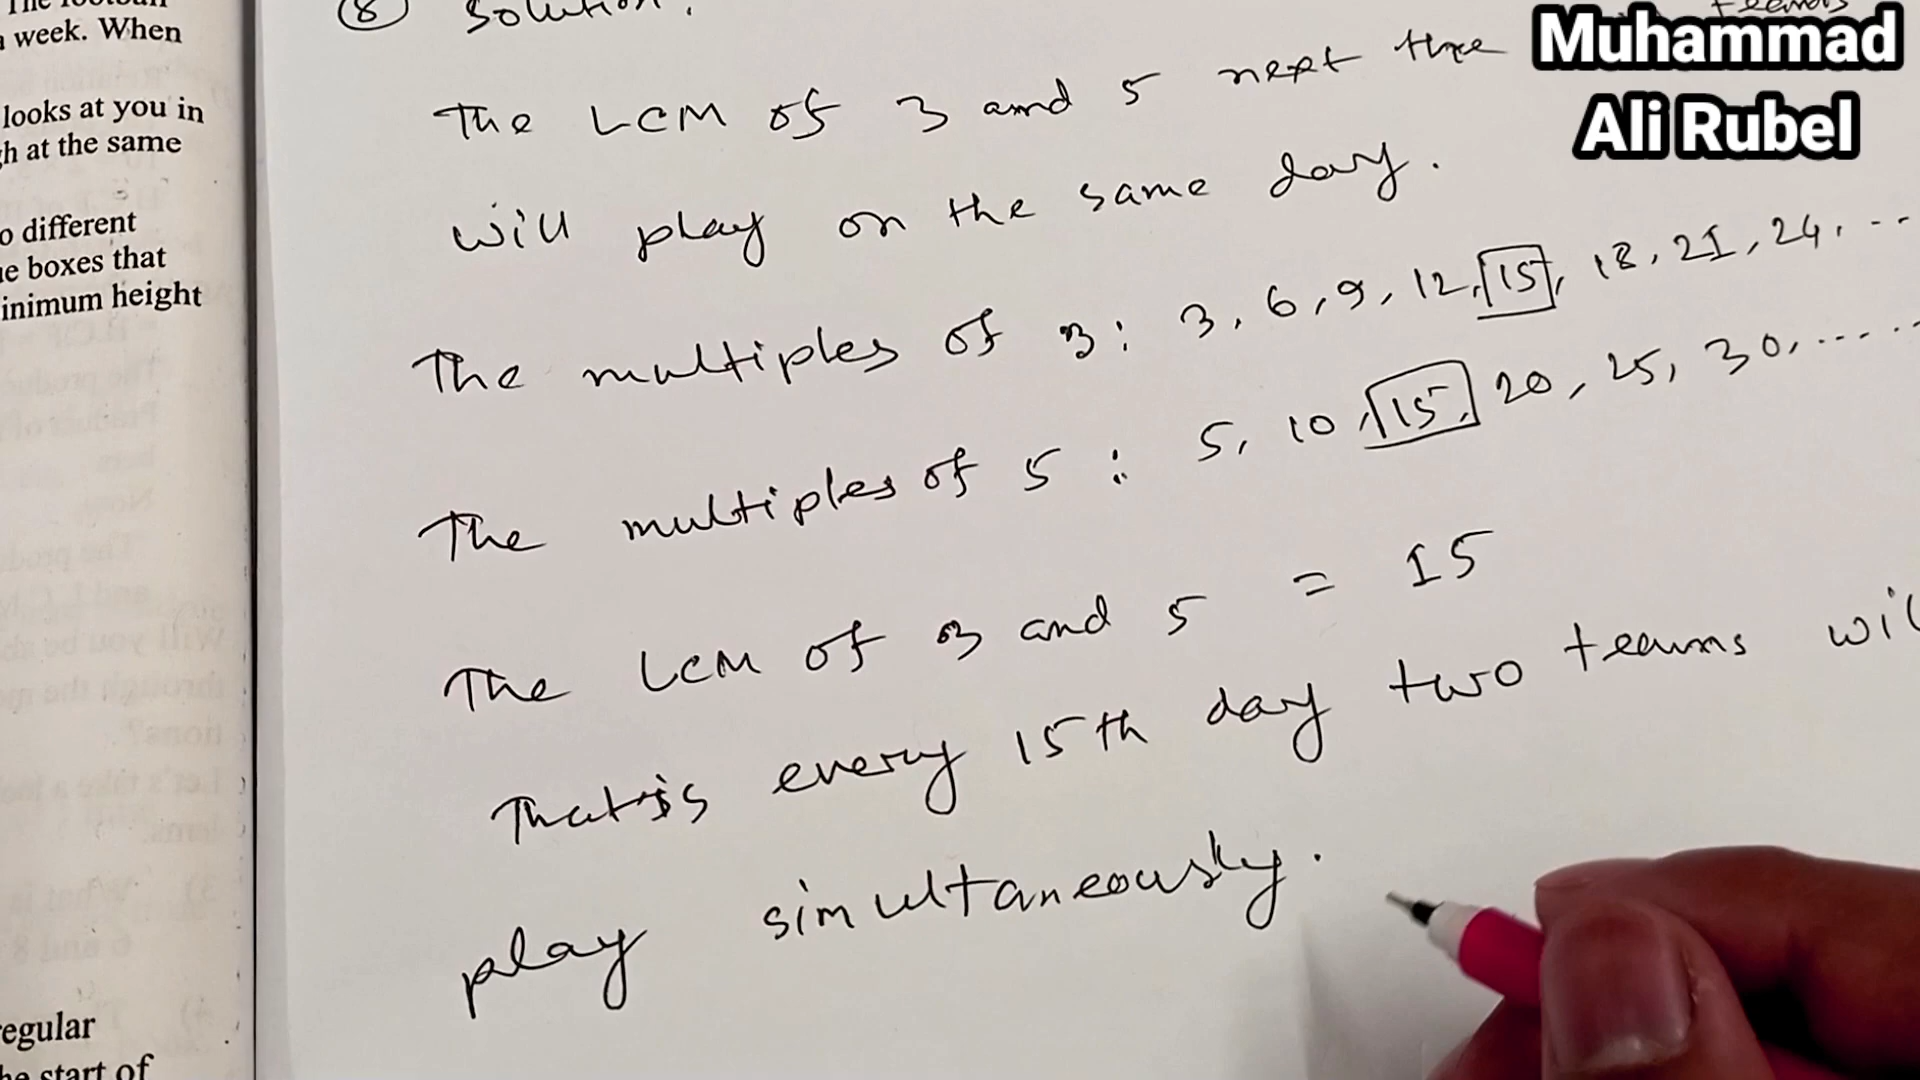 a week. When
looks at you in
gh at the same
o different
ue boxes that
inimum height
egular
he start of
⑧ Solution:
The LCM of 3 and 5 next the teams
will play on the same day.
The multiples of 3: 3, 6, 9, 12, 15, 18, 21, 24, ...
The multiples of 5: 5, 10, 15, 20, 25, 30, .....
The LCM of 3 and 5 = 15
That is every 15th day two teams wil
play simultaneously.
Muhammad
Ali Rubel